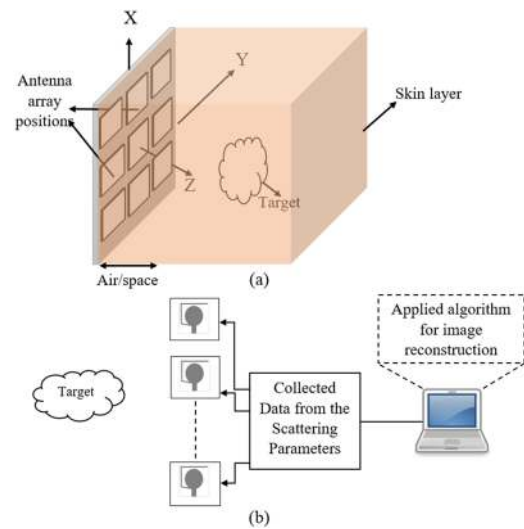 X
Antenna
array
positions
Y
Skin layer
Z
Target
Air/space
(a)
Applied algorithm
for image
reconstruction
Target
Collected
Data from the
Scattering
Parameters
(b)